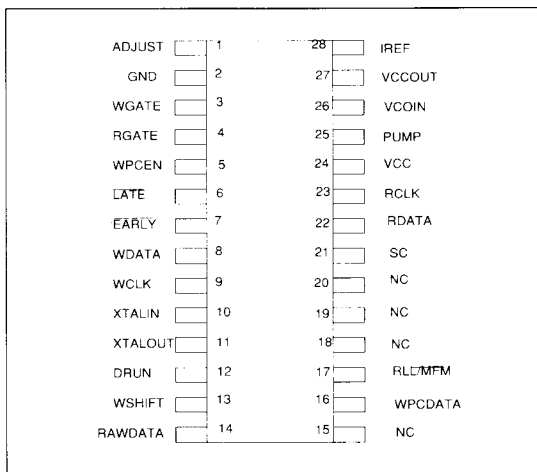 ADJUST 1 28 IREF
GND 2 27 VCCOUT
WGATE 3 26 VCOIN
RGATE 4 25 PUMP
WPCEN 5 24 VCC
LATE 6 23 RCLK
EARLY 7 22 RDATA
WDATA 8 21 SC
WCLK 9 20 NC
XTALIN 10 19 NC
XTALOUT 11 18 NC
DRUN 12 17 RLL/MFM
WSHIFT 13 16 WPCDATA
RAWDATA 14 15 NC